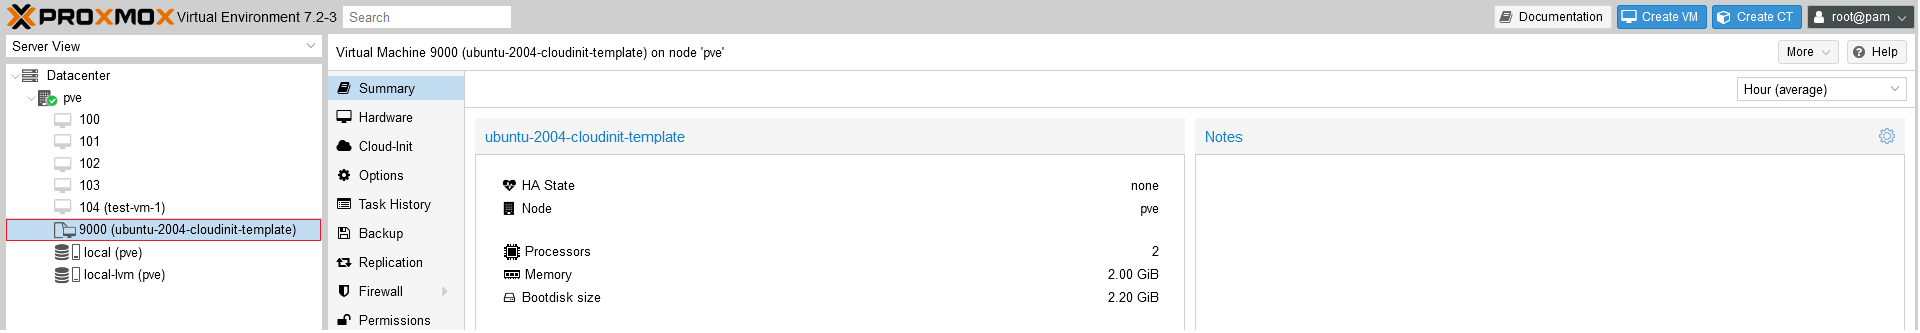 PROXMOX Virtual Environment 7.2-3 Search Documentation Create VM Create CT root@pam
Server View
Datacenter
pve
100
101
102
103
104 (test-vm-1)
9000 (ubuntu-2004-cloudinit-template)
local (pve)
local-lvm (pve)
Virtual Machine 9000 (ubuntu-2004-cloudinit-template) on node 'pve' More Help
Summary
Hardware
Cloud-Init
Options
Task History
Backup
Replication
Firewall
Permissions
Hour (average)
ubuntu-2004-cloudinit-template
HA State none
Node pve
Processors 2
Memory 2.00 GiB
Bootdisk size 2.20 GiB
Notes